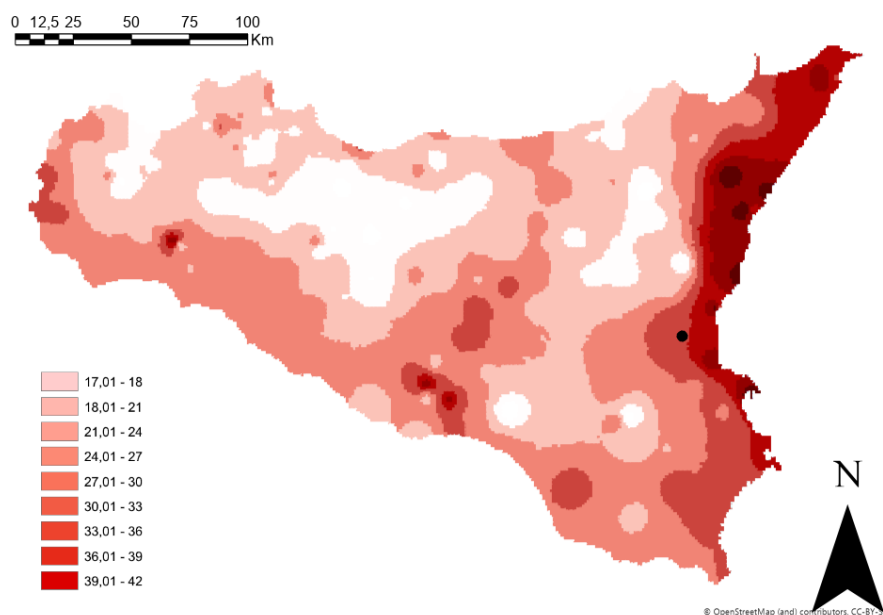 0 12,5 25 50 75 100
Km
17,01 - 18
18,01 - 21
21,01 - 24
24,01 - 27
27,01 - 30
30,01 - 33
33,01 - 36
36,01 - 39
39,01 - 42
N
© OpenStreetMap (and) contributors, CC-BY-S